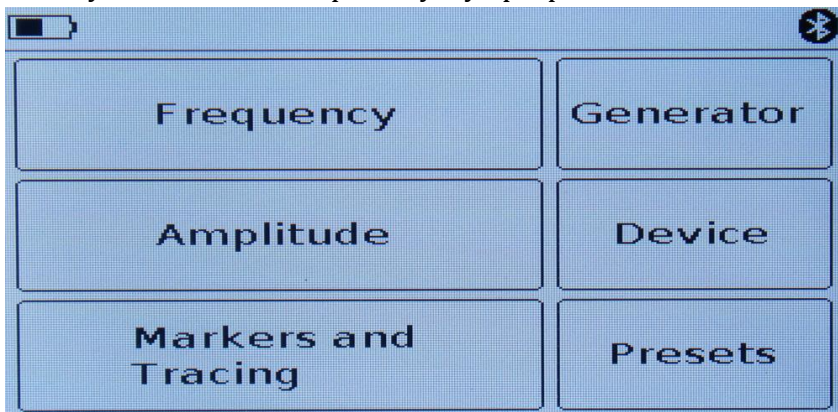 Frequency
Generator
Amplitude
Device
Markers and
Tracing
Presets